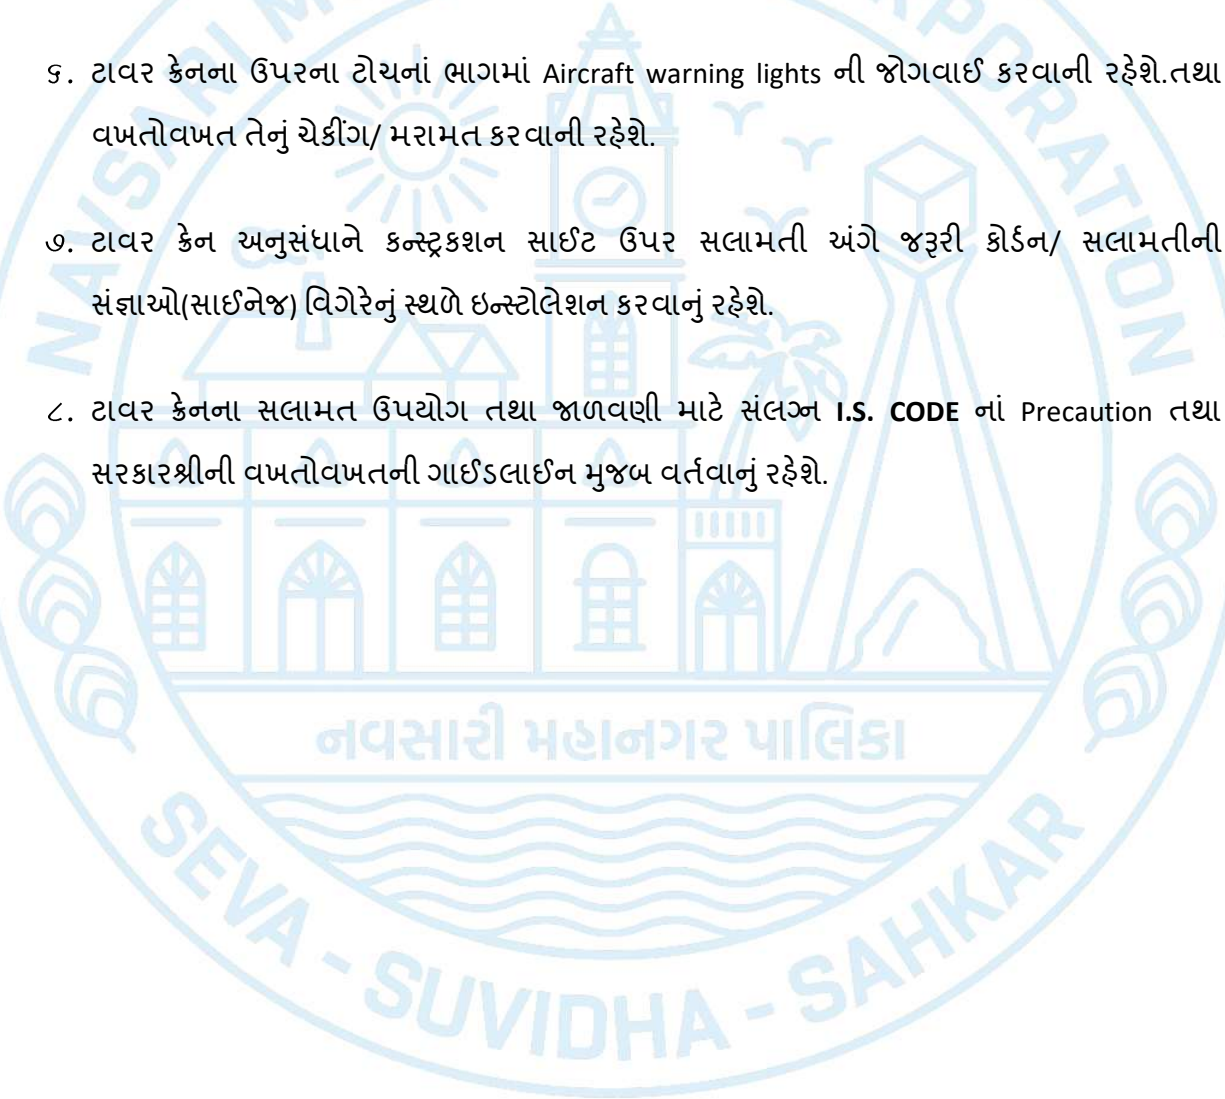 NAVSARI M RPORATION
૬. ટાવર ક્રેનના ઉપરના ટોચનાં ભાગમાં Aircraft warning lights ની જોગવાઈ કરવાની રહેશે.તથા
વખતોવખત તેનું ચેકીંગ/ મરામત કરવાની રહેશે.
૭. ટાવર ક્રેન અનુસંધાને કન્સ્ટ્રકશન સાઈટ ઉપર સલામતી અંગે જરૂરી કોર્ડન/ સલામતીની
સંજ્ઞાઓ(સાઈનેજ) વિગેરેનું સ્થળે ઇન્સ્ટોલેશન કરવાનું રહેશે.
૮. ટાવર ક્રેનના સલામત ઉપયોગ તથા જાળવણી માટે સંલગ્ન I.S. CODE નાં Precaution તથા
સરકારશ્રીની વખતોવખતની ગાઈડલાઈન મુજબ વર્તવાનું રહેશે.
નવસારી મહાનગર પાલિકા
SEVA - SUVIDHA - SAHKAR